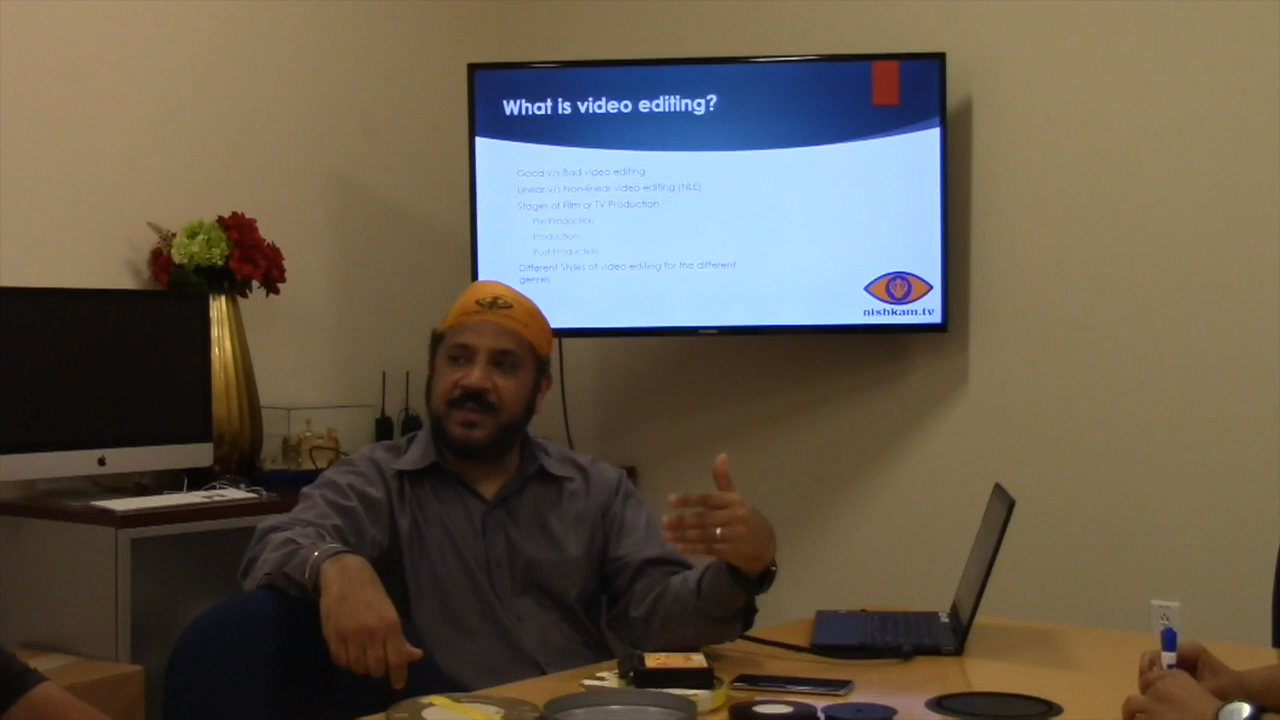 What is video editing?
Good v/s Bad video editing
Linear v/s Non-linear video editing (NLE)
Stages of Film or TV Production
Pre Production
Production
Post Production
Different Styles of video editing for the different
genres
nishkam.tv